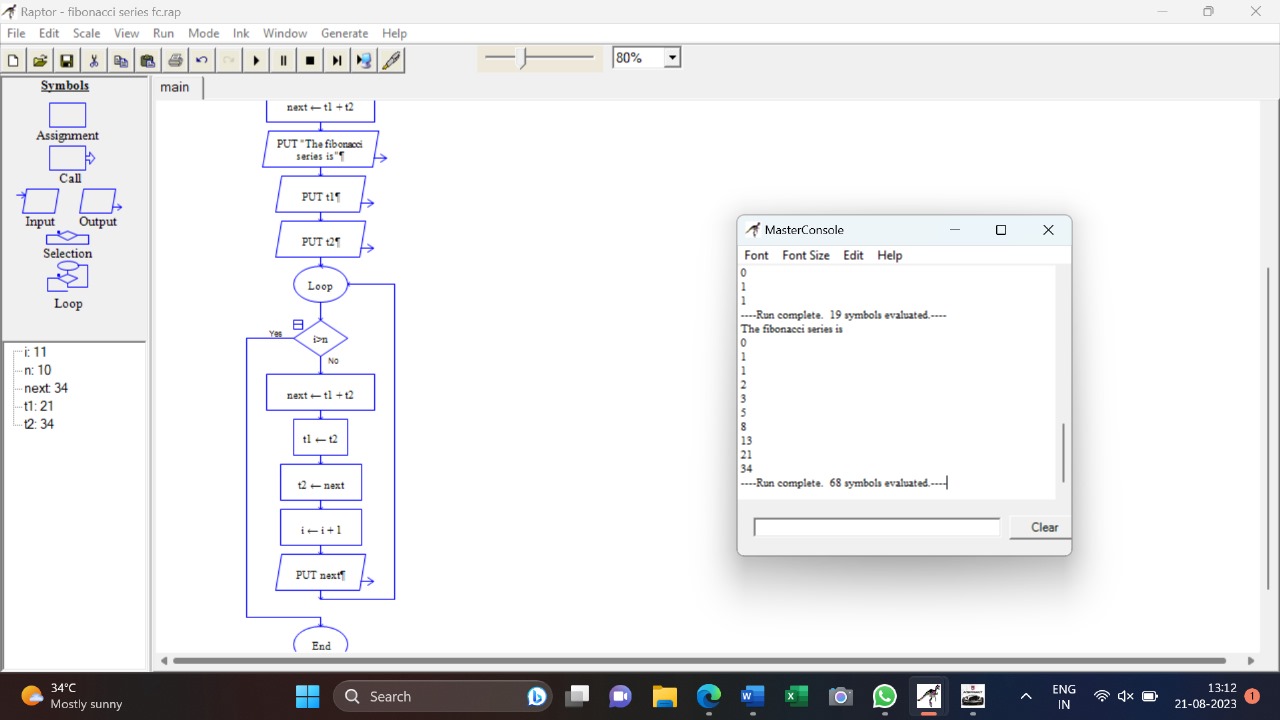 Raptor - fibonacci series fc.rap
File Edit Scale View Run Mode Ink Window Generate Help
80%
Symbols
Assignment
Call
Input Output
Selection
Loop
i: 11
n: 10
next: 34
t1: 21
t2: 34
main
next ← t1 + t2
PUT "The fibonacci
series is"¶
PUT t1¶
PUT t2¶
Loop
Yes
i>n
No
next ← t1 + t2
t1 ← t2
t2 ← next
i ← i + 1
PUT next¶
End
MasterConsole
Font Font Size Edit Help
0
1
1
----Run complete. 19 symbols evaluated.----
The fibonacci series is
0
1
1
2
3
5
8
13
21
34
----Run complete. 68 symbols evaluated.----
Clear
34°C
Mostly sunny
Search
ENG
IN
13:12
21-08-2023
1